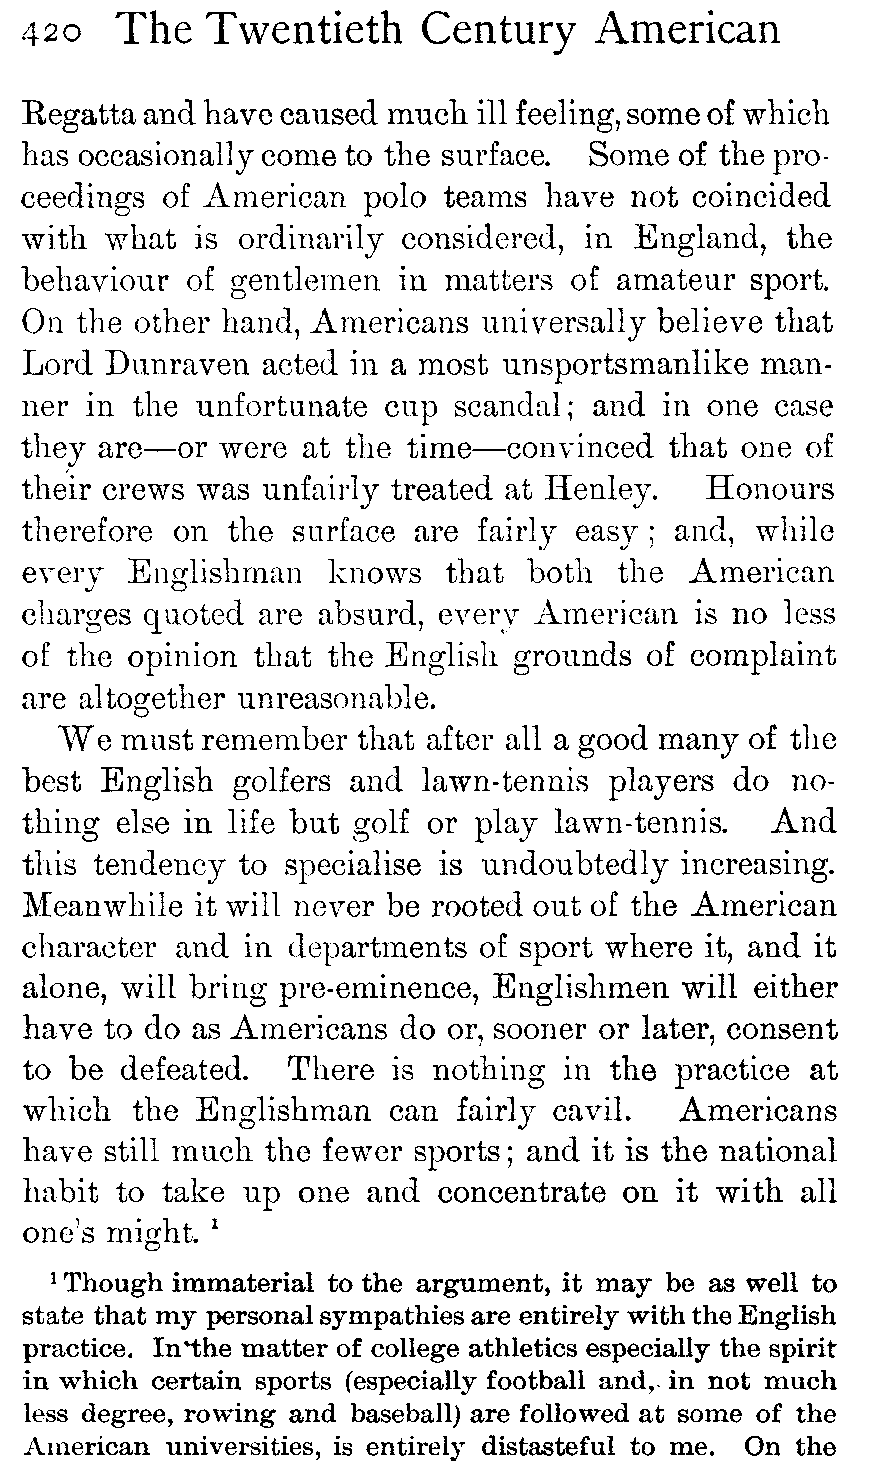 420 The Twentieth Century American
Regatta and have caused much ill feeling, some of which
has occasionally come to the surface. Some of the pro-
ceedings of American polo teams have not coincided
with what is ordinarily considered, in England, the
behaviour of gentlemen in matters of amateur sport.
On the other hand, Americans universally believe that
Lord Dunraven acted in a most unsportsmanlike man-
ner in the unfortunate cup scandal; and in one case
they are—or were at the time—convinced that one of
their crews was unfairly treated at Henley. Honours
therefore on the surface are fairly easy; and, while
every Englishman knows that both the American
charges quoted are absurd, every American is no less
of the opinion that the English grounds of complaint
are altogether unreasonable.
We must remember that after all a good many of the
best English golfers and lawn-tennis players do no-
thing else in life but golf or play lawn-tennis. And
this tendency to specialise is undoubtedly increasing.
Meanwhile it will never be rooted out of the American
character and in departments of sport where it, and it
alone, will bring pre-eminence, Englishmen will either
have to do as Americans do or, sooner or later, consent
to be defeated. There is nothing in the practice at
which the Englishman can fairly cavil. Americans
have still much the fewer sports; and it is the national
habit to take up one and concentrate on it with all
one's might. ¹
¹ Though immaterial to the argument, it may be as well to
state that my personal sympathies are entirely with the English
practice. In the matter of college athletics especially the spirit
in which certain sports (especially football and, in not much
less degree, rowing and baseball) are followed at some of the
American universities, is entirely distasteful to me. On the